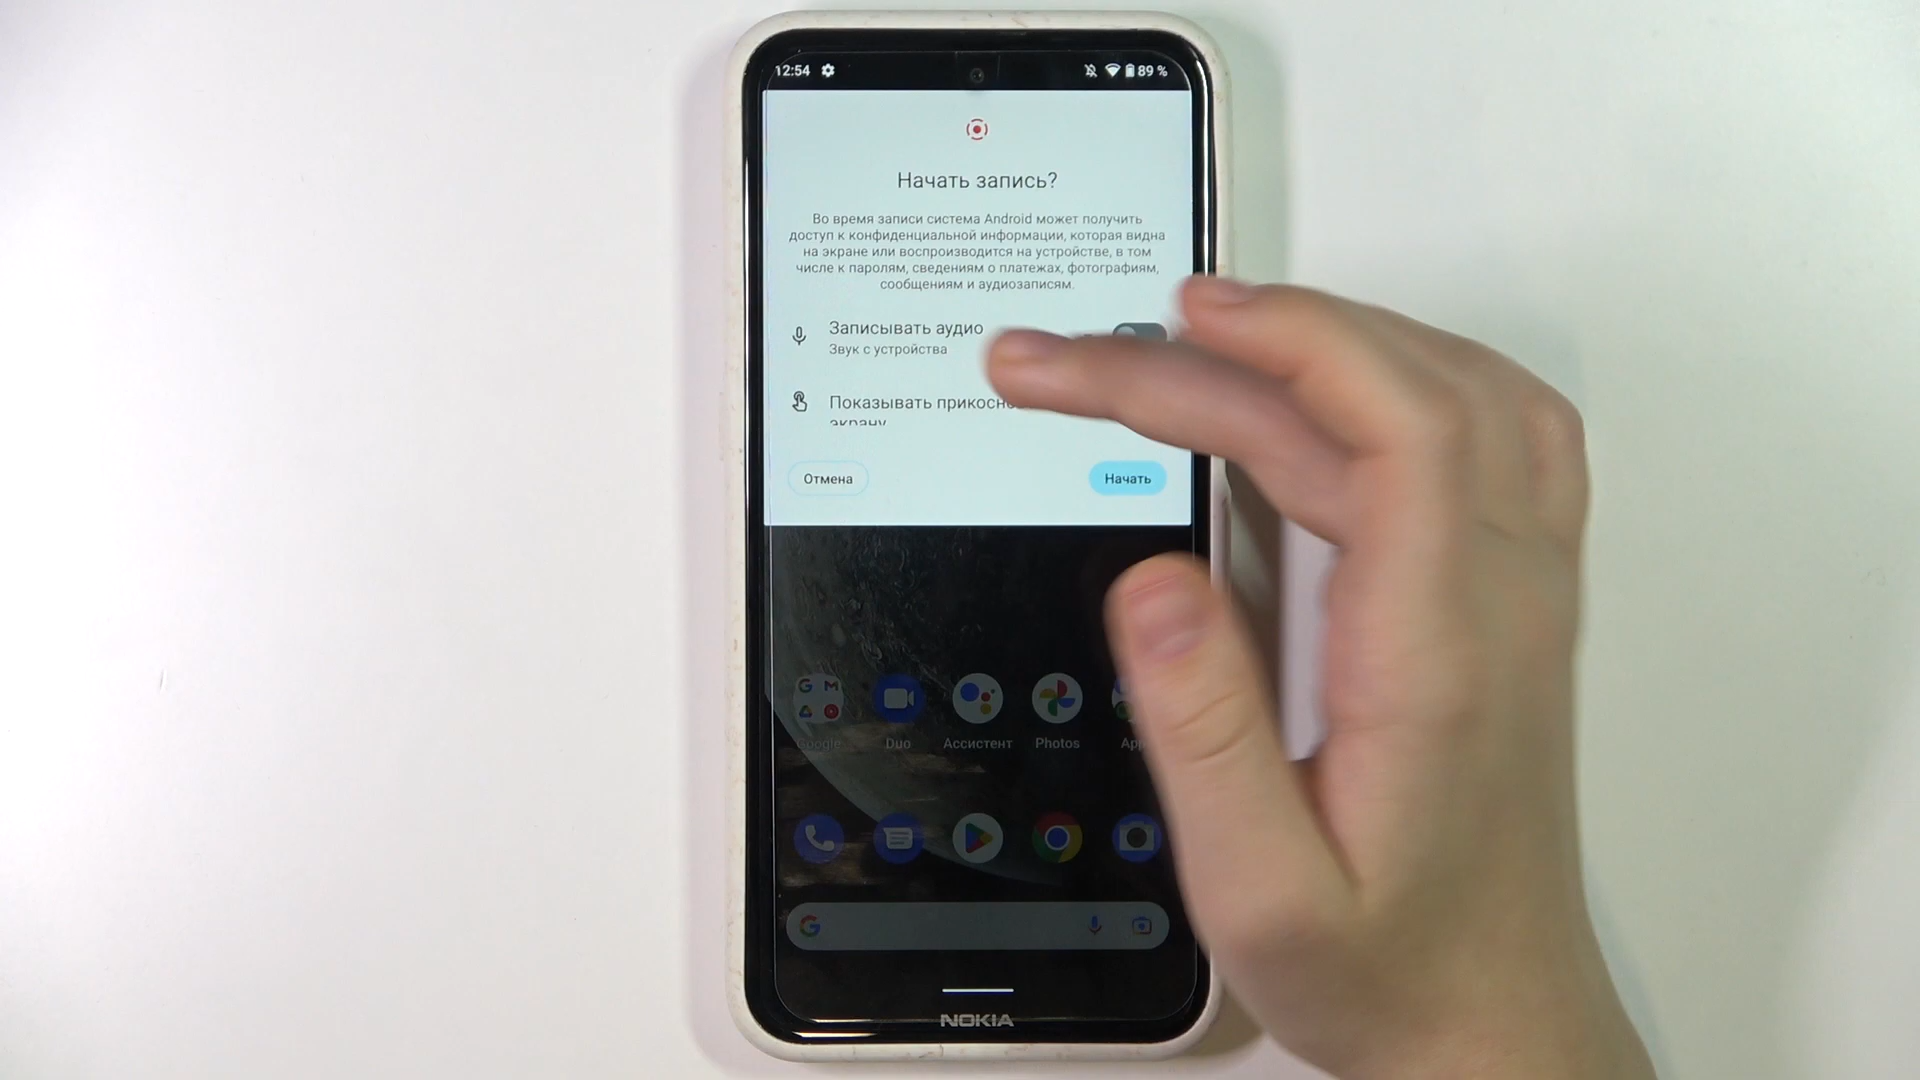 12:54 89 %
Начать запись?
Во время записи система Android может получить
доступ к конфиденциальной информации, которая видна
на экране или воспроизводится на устройстве, в том
числе к паролям, сведениям о платежах, фотографиям,
сообщениям и аудиозаписям.
Записывать аудио
Звук с устройства
Показывать
экрану
Отмена Начать
Google Duo Ассистент Photos
NOKIA